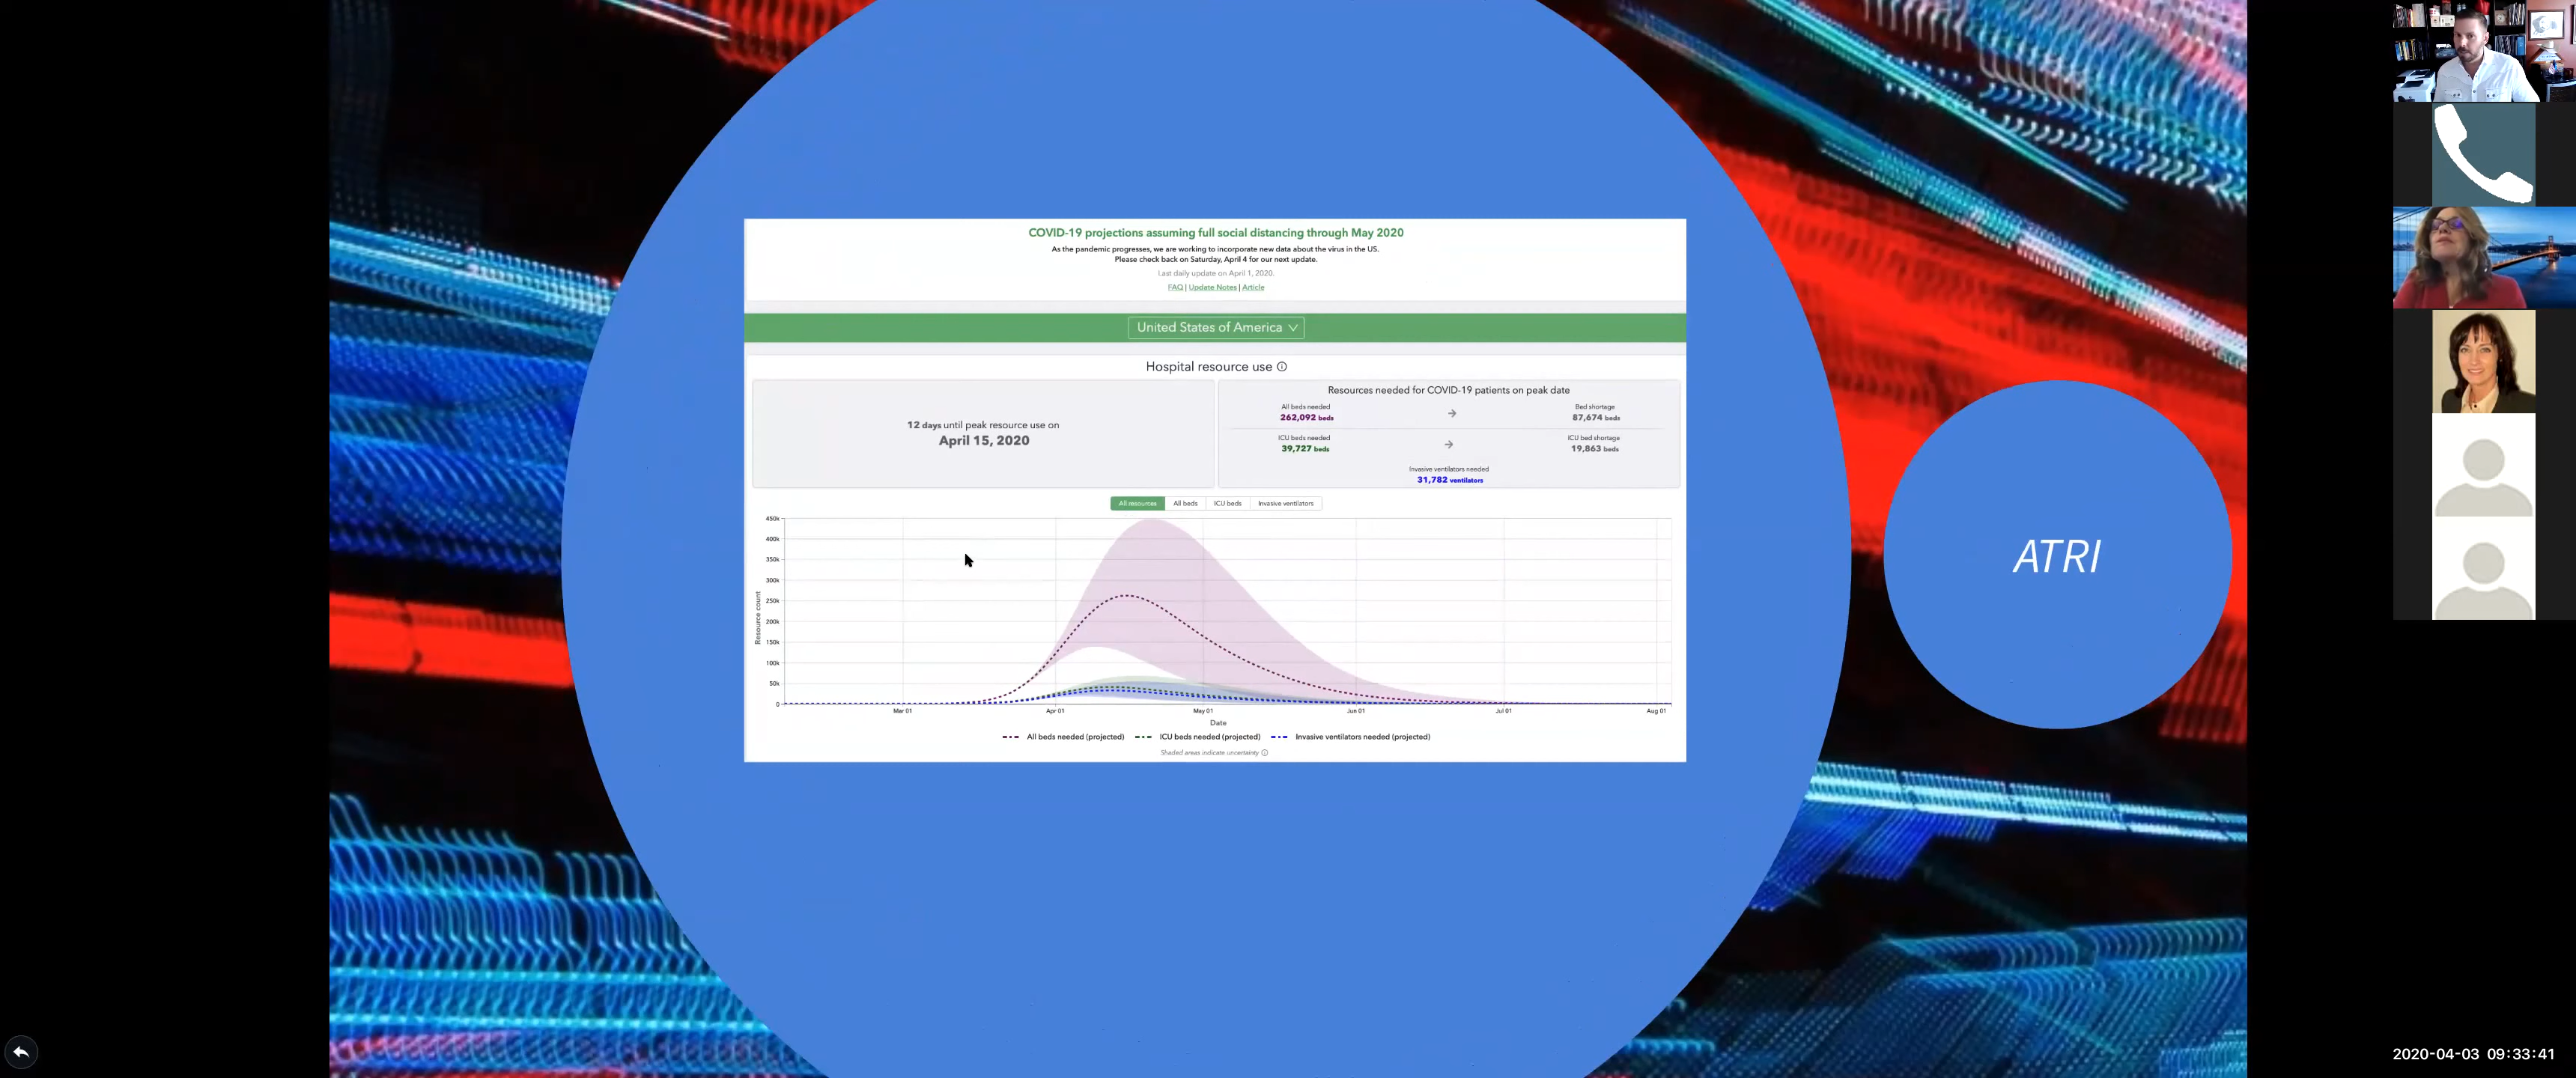 COVID-19 projections assuming full social distancing through May 2020
As the pandemic progresses, we are working to incorporate new data about the virus in the US.
Please check back on Saturday, April 4 for our next update.
Last daily update on April 1, 2020.
FAQ | Update Notes | Article
United States of America
Hospital resource use
12 days until peak resource use on
April 15, 2020
Resources needed for COVID-19 patients on peak date
All beds needed
262,092 beds
Bed shortage
87,674 beds
ICU beds needed
39,727 beds
ICU bed shortage
19,863 beds
Invasive ventilators needed
31,782 ventilators
All resources All beds ICU beds Invasive ventilators
450k
400k
350k
300k
250k
200k
150k
100k
50k
0
Resource count
Mar 01 Apr 01 May 01 Jun 01 Jul 01 Aug 01
Date
All beds needed (projected) ICU beds needed (projected) Invasive ventilators needed (projected)
Shaded areas indicate uncertainty
ATRI
2020-04-03 09:33:41